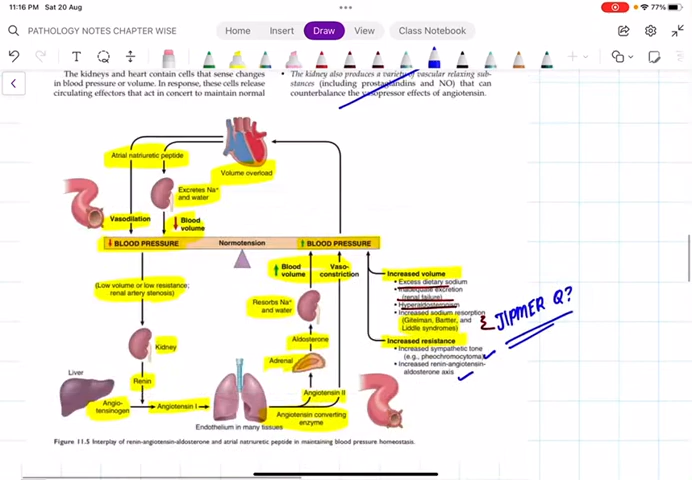 11:16 PM Sat 20 Aug
77%
PATHOLOGY NOTES CHAPTER WISE
Home Insert Draw View Class Notebook
The kidneys and heart contain cells that sense changes
in blood pressure or volume. In response, these cells release
circulating effectors that act in concert to maintain normal
• The kidney also produces a variety of vascular relaxing sub-
stances (including prostaglandins and NO) that can
counterbalance the vasopressor effects of angiotensin.
Atrial natriuretic peptide
Volume overload
Excretes Na+
and water
Vasodilation
Blood
volume
BLOOD PRESSURE
Normotension
BLOOD PRESSURE
(Low volume or low resistance;
renal artery stenosis)
Blood
volume
Vaso-
constriction
Resorbs Na+
and water
Increased volume
• Excess dietary sodium
• Inadequate excretion
(renal failure)
• Hyperaldosteronism
• Increased sodium resorption
(Gitelman, Bartter, and
Liddle syndromes)
JIPMER Q?
Increased resistance
• Increased sympathetic tone
(e.g., pheochromocytoma)
• Increased renin-angiotensin-
aldosterone axis
Kidney
Aldosterone
Adrenal
Liver
Renin
Angio-
tensinogen
Angiotensin I
Angiotensin II
Angiotensin converting
enzyme
Endothelium in many tissues
Figure 11.5 Interplay of renin-angiotensin-aldosterone and atrial natriuretic peptide in maintaining blood pressure homeostasis.